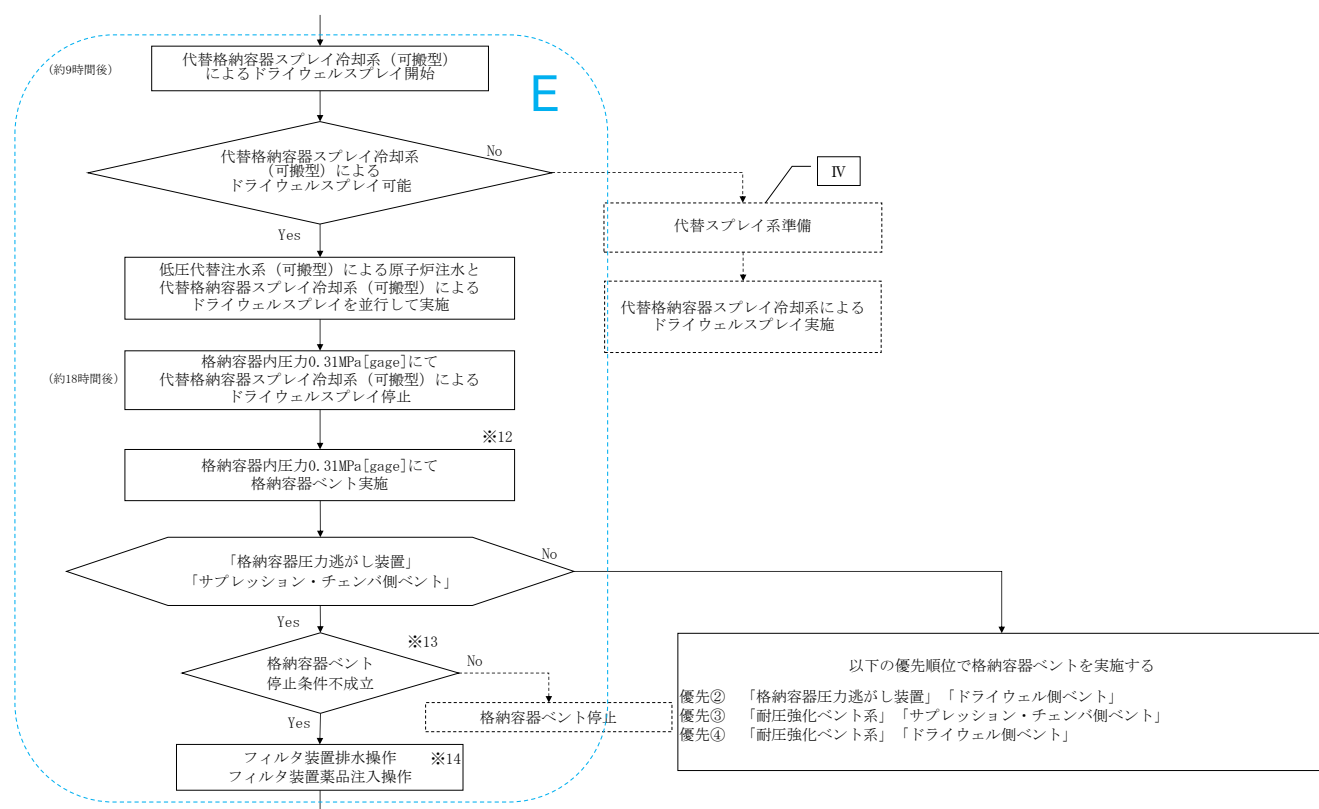 (約9時間後)
代替格納容器スプレイ冷却系（可搬型）
によるドライウェルスプレイ開始
E
代替格納容器スプレイ冷却系
（可搬型）による
ドライウェルスプレイ可能
No
Yes
Ⅳ
代替スプレイ系準備
代替格納容器スプレイ冷却系による
ドライウェルスプレイ実施
低圧代替注水系（可搬型）による原子炉注水と
代替格納容器スプレイ冷却系（可搬型）による
ドライウェルスプレイを並行して実施
(約18時間後)
格納容器内圧力0.31MPa[gage]にて
代替格納容器スプレイ冷却系（可搬型）による
ドライウェルスプレイ停止
※12
格納容器内圧力0.31MPa[gage]にて
格納容器ベント実施
「格納容器圧力逃がし装置」
「サプレッション・チェンバ側ベント」
No
Yes
※13
格納容器ベント
停止条件不成立
No
Yes
格納容器ベント停止
以下の優先順位で格納容器ベントを実施する
優先②　「格納容器圧力逃がし装置」「ドライウェル側ベント」
優先③　「耐圧強化ベント系」「サプレッション・チェンバ側ベント」
優先④　「耐圧強化ベント系」「ドライウェル側ベント」
フィルタ装置排水操作　※14
フィルタ装置薬品注入操作